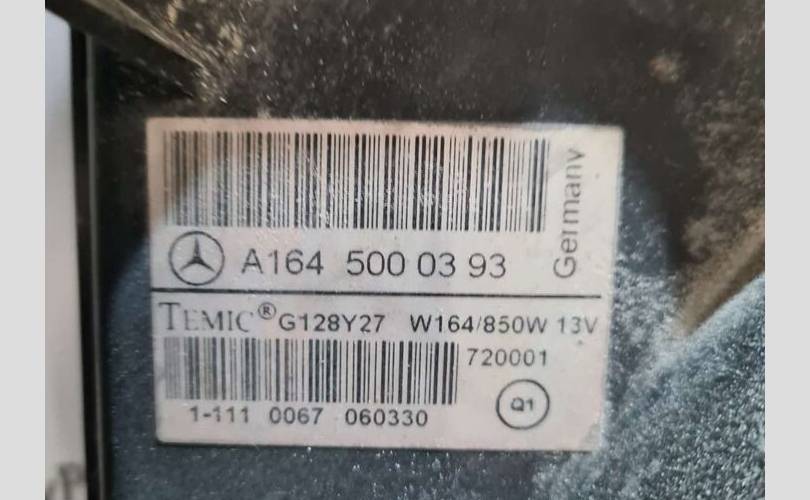 A164 500 03 93
Germany
TEMIC® G128Y27 W164/850W 13V
720001
1-111 0067 060330
Q1